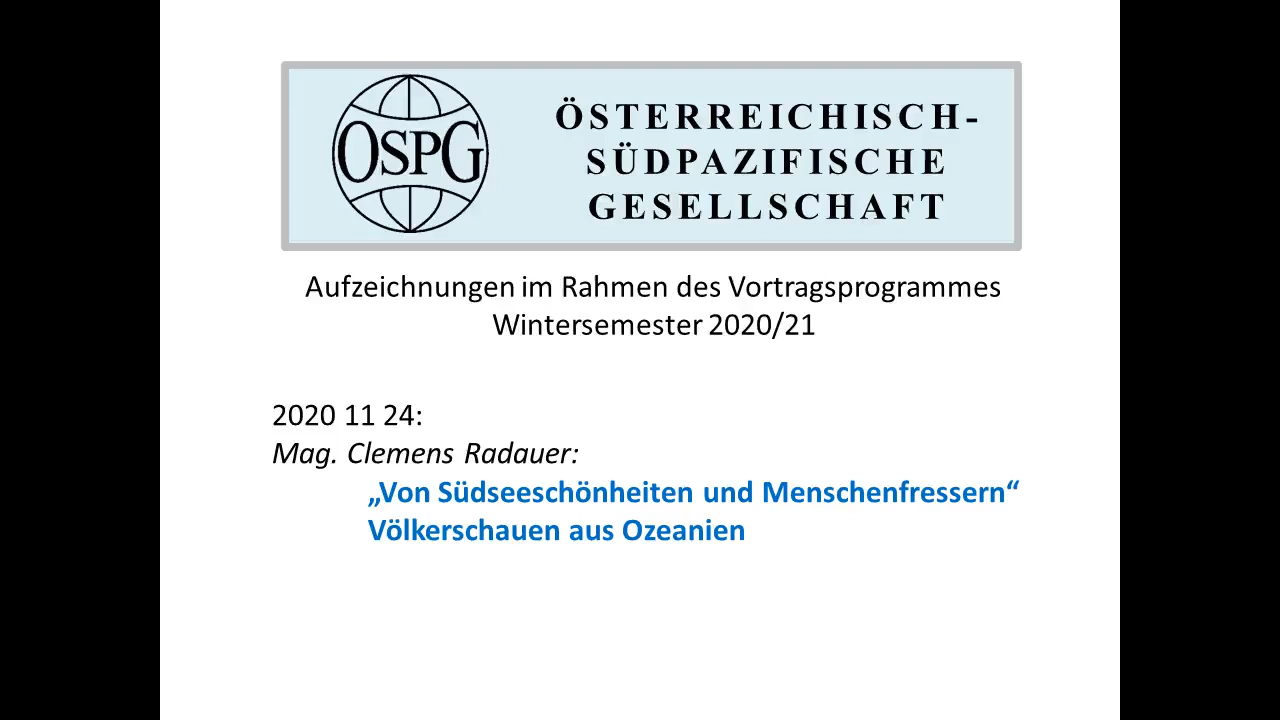 OSPG
ÖSTERREICHISCH-
SÜDPAZIFISCHE
GESELLSCHAFT
Aufzeichnungen im Rahmen des Vortragsprogrammes
Wintersemester 2020/21
2020 11 24:
Mag. Clemens Radauer:
„Von Südseeschönheiten und Menschenfressern“
Völkerschauen aus Ozeanien